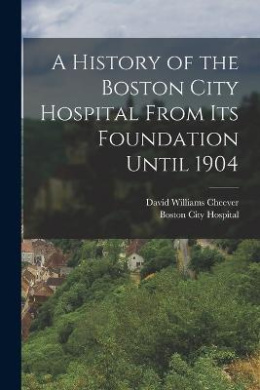 A History of the
Boston City
Hospital From Its
Foundation
Until 1904
David Williams Cheever
Boston City Hospital